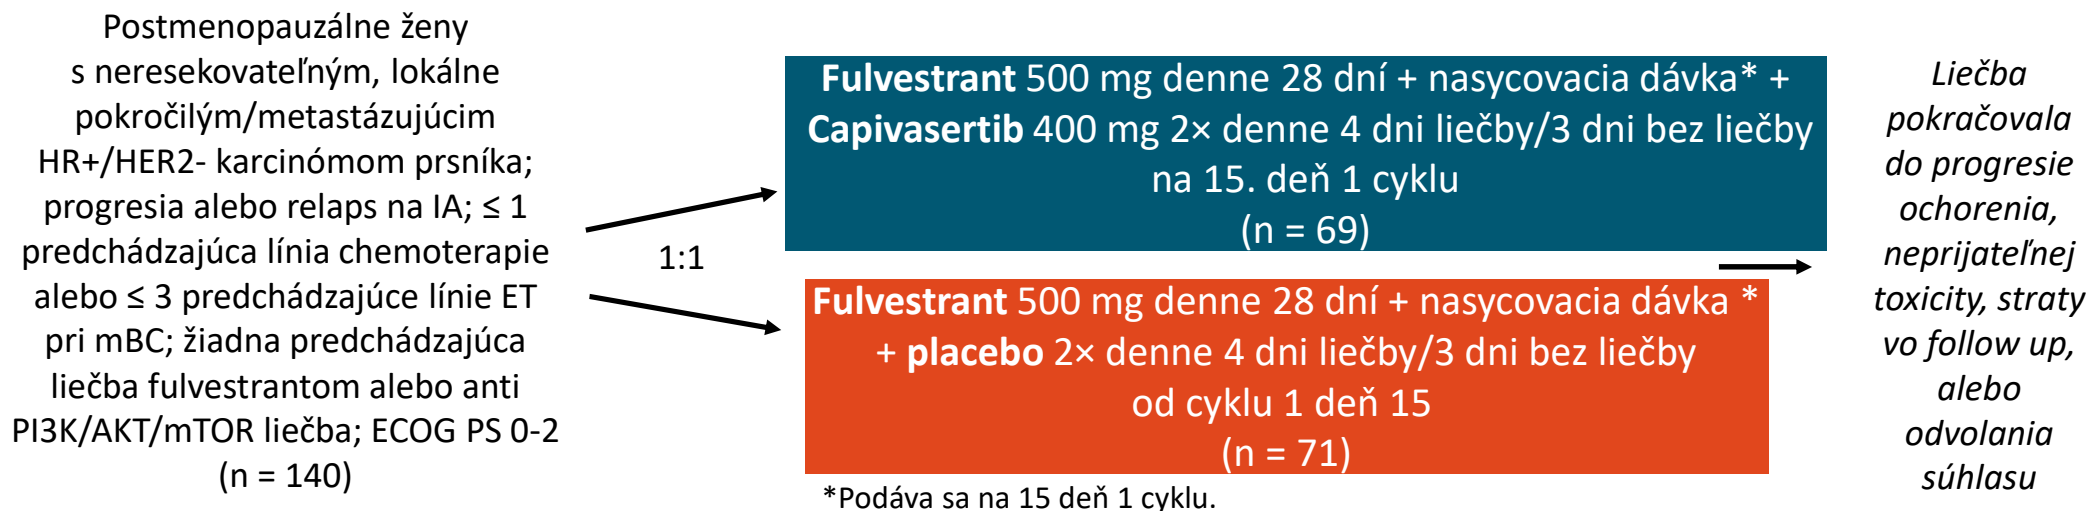 Postmenopauzálne ženy
s neresekovateľným, lokálne
pokročilým/metastázujúcim
HR+/HER2- karcinómom prsníka;
progresia alebo relaps na IA; ≤ 1
predchádzajúca línia chemoterapie
alebo ≤ 3 predchádzajúce línie ET
pri mBC; žiadna predchádzajúca
liečba fulvestrantom alebo anti
PI3K/AKT/mTOR liečba; ECOG PS 0-2
(n = 140)
1:1
Fulvestrant 500 mg denne 28 dní + nasycovacia dávka* +
Capivasertib 400 mg 2× denne 4 dni liečby/3 dni bez liečby
na 15. deň 1 cyklu
(n = 69)
Fulvestrant 500 mg denne 28 dní + nasycovacia dávka *
+ placebo 2× denne 4 dni liečby/3 dni bez liečby
od cyklu 1 deň 15
(n = 71)
*Podáva sa na 15 deň 1 cyklu.
Liečba
pokračovala
do progresie
ochorenia,
neprijateľnej
toxicity, straty
vo follow up,
alebo
odvolania
súhlasu